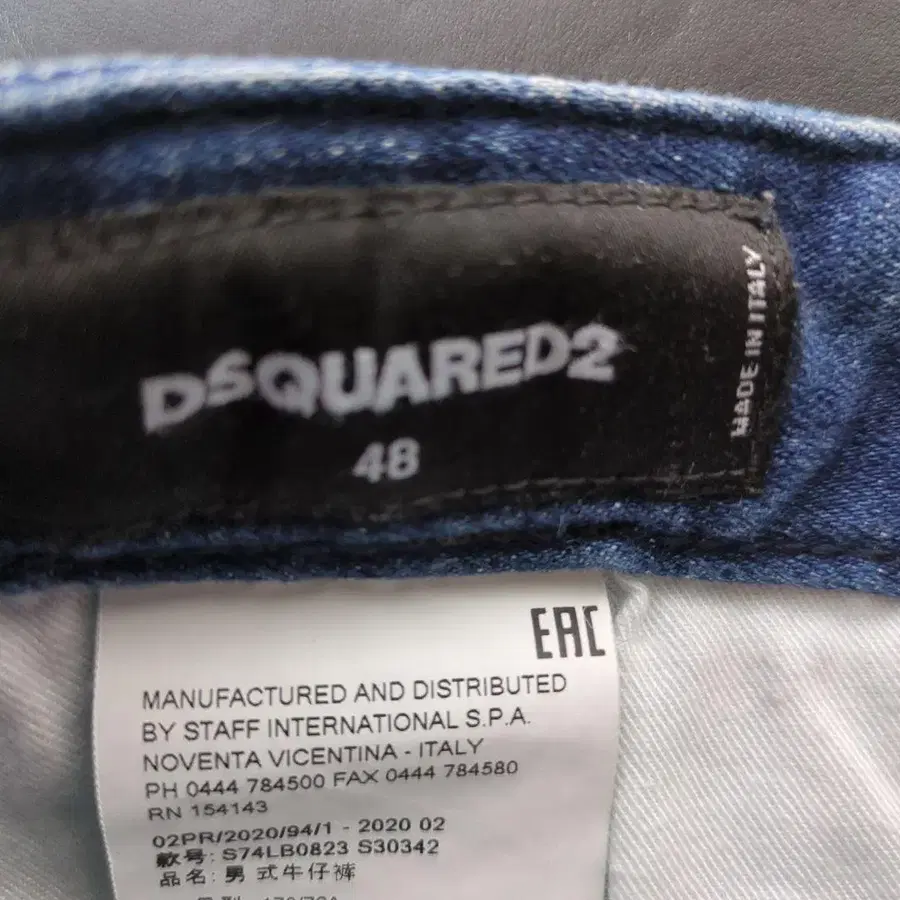 DSQUARED2
48
MADE IN ITALY
EAC
MANUFACTURED AND DISTRIBUTED
BY STAFF INTERNATIONAL S.P.A.
NOVENTA VICENTINA - ITALY
PH 0444 784500 FAX 0444 784580
RN 154143
02PR/2020/94/1 - 2020 02
款号: S74LB0823 S30342
品名: 男式牛仔裤